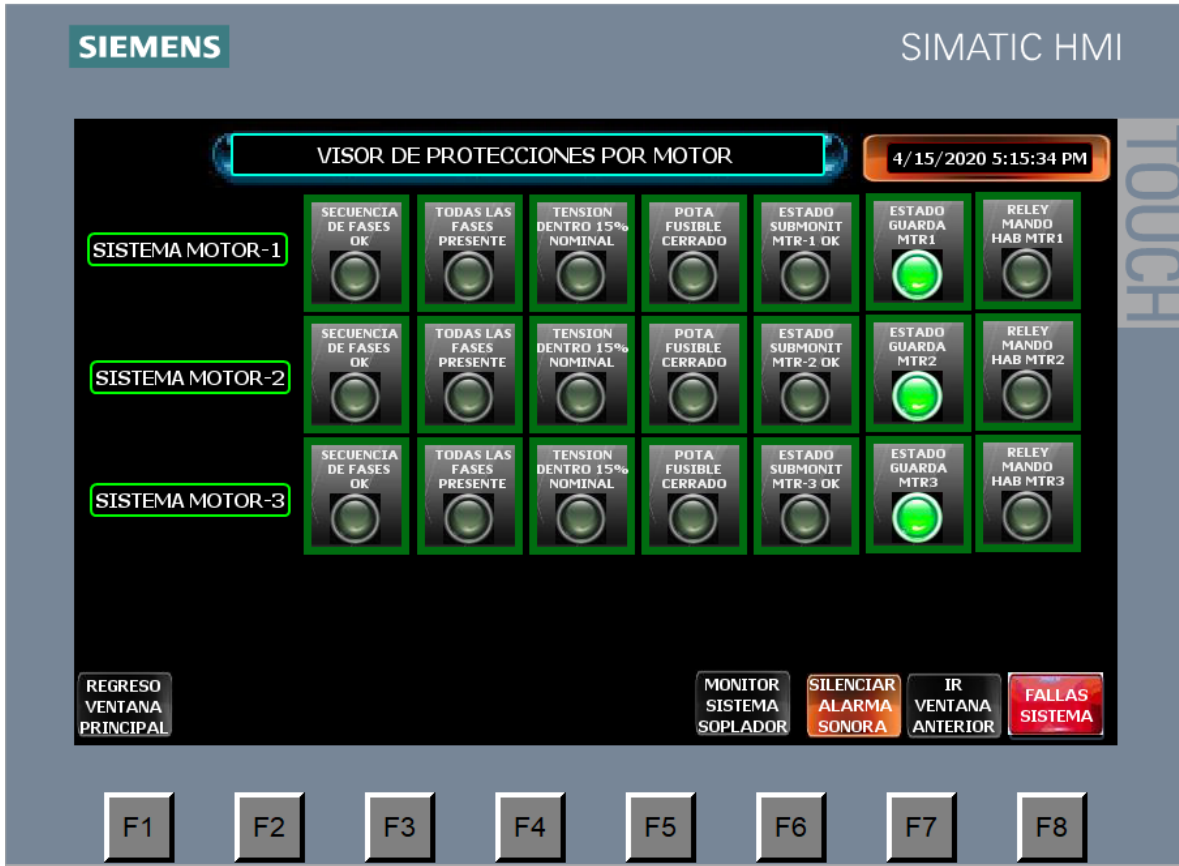 SIEMENS
SIMATIC HMI
TOUCH
VISOR DE PROTECCIONES POR MOTOR
4/15/2020 5:15:34 PM
SISTEMA MOTOR-1
SECUENCIA
DE FASES
OK
TODAS LAS
FASES
PRESENTE
TENSION
DENTRO 15%
NOMINAL
POTA
FUSIBLE
CERRADO
ESTADO
SUBMONIT
MTR-1 OK
ESTADO
GUARDA
MTR1
RELEY
MANDO
HAB MTR1
SISTEMA MOTOR-2
SECUENCIA
DE FASES
OK
TODAS LAS
FASES
PRESENTE
TENSION
DENTRO 15%
NOMINAL
POTA
FUSIBLE
CERRADO
ESTADO
SUBMONIT
MTR-2 OK
ESTADO
GUARDA
MTR2
RELEY
MANDO
HAB MTR2
SISTEMA MOTOR-3
SECUENCIA
DE FASES
OK
TODAS LAS
FASES
PRESENTE
TENSION
DENTRO 15%
NOMINAL
POTA
FUSIBLE
CERRADO
ESTADO
SUBMONIT
MTR-3 OK
ESTADO
GUARDA
MTR3
RELEY
MANDO
HAB MTR3
REGRESO
VENTANA
PRINCIPAL
MONITOR
SISTEMA
SOPLADOR
SILENCIAR
ALARMA
SONORA
IR
VENTANA
ANTERIOR
FALLAS
SISTEMA
F1
F2
F3
F4
F5
F6
F7
F8